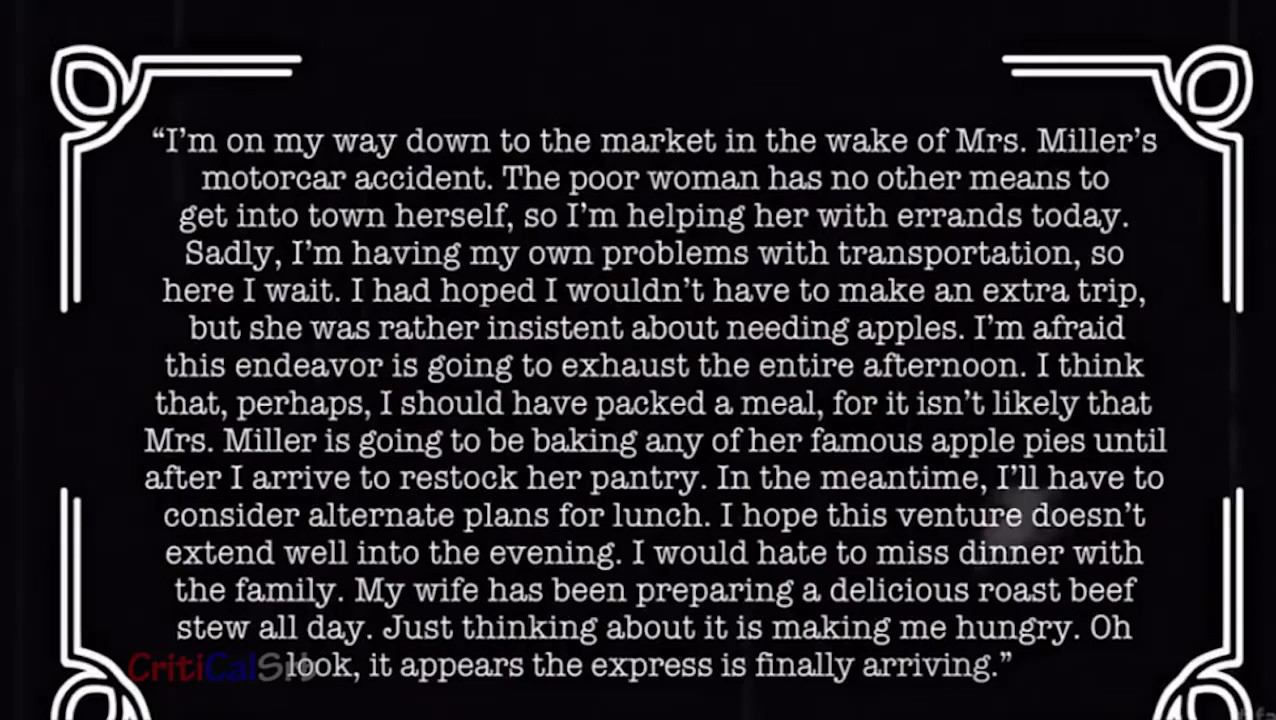 “I’m on my way down to the market in the wake of Mrs. Miller’s
motorcar accident. The poor woman has no other means to
get into town herself, so I’m helping her with errands today.
Sadly, I’m having my own problems with transportation, so
here I wait. I had hoped I wouldn’t have to make an extra trip,
but she was rather insistent about needing apples. I’m afraid
this endeavor is going to exhaust the entire afternoon. I think
that, perhaps, I should have packed a meal, for it isn’t likely that
Mrs. Miller is going to be baking any of her famous apple pies until
after I arrive to restock her pantry. In the meantime, I’ll have to
consider alternate plans for lunch. I hope this venture doesn’t
extend well into the evening. I would hate to miss dinner with
the family. My wife has been preparing a delicious roast beef
stew all day. Just thinking about it is making me hungry. Oh
look, it appears the express is finally arriving.”